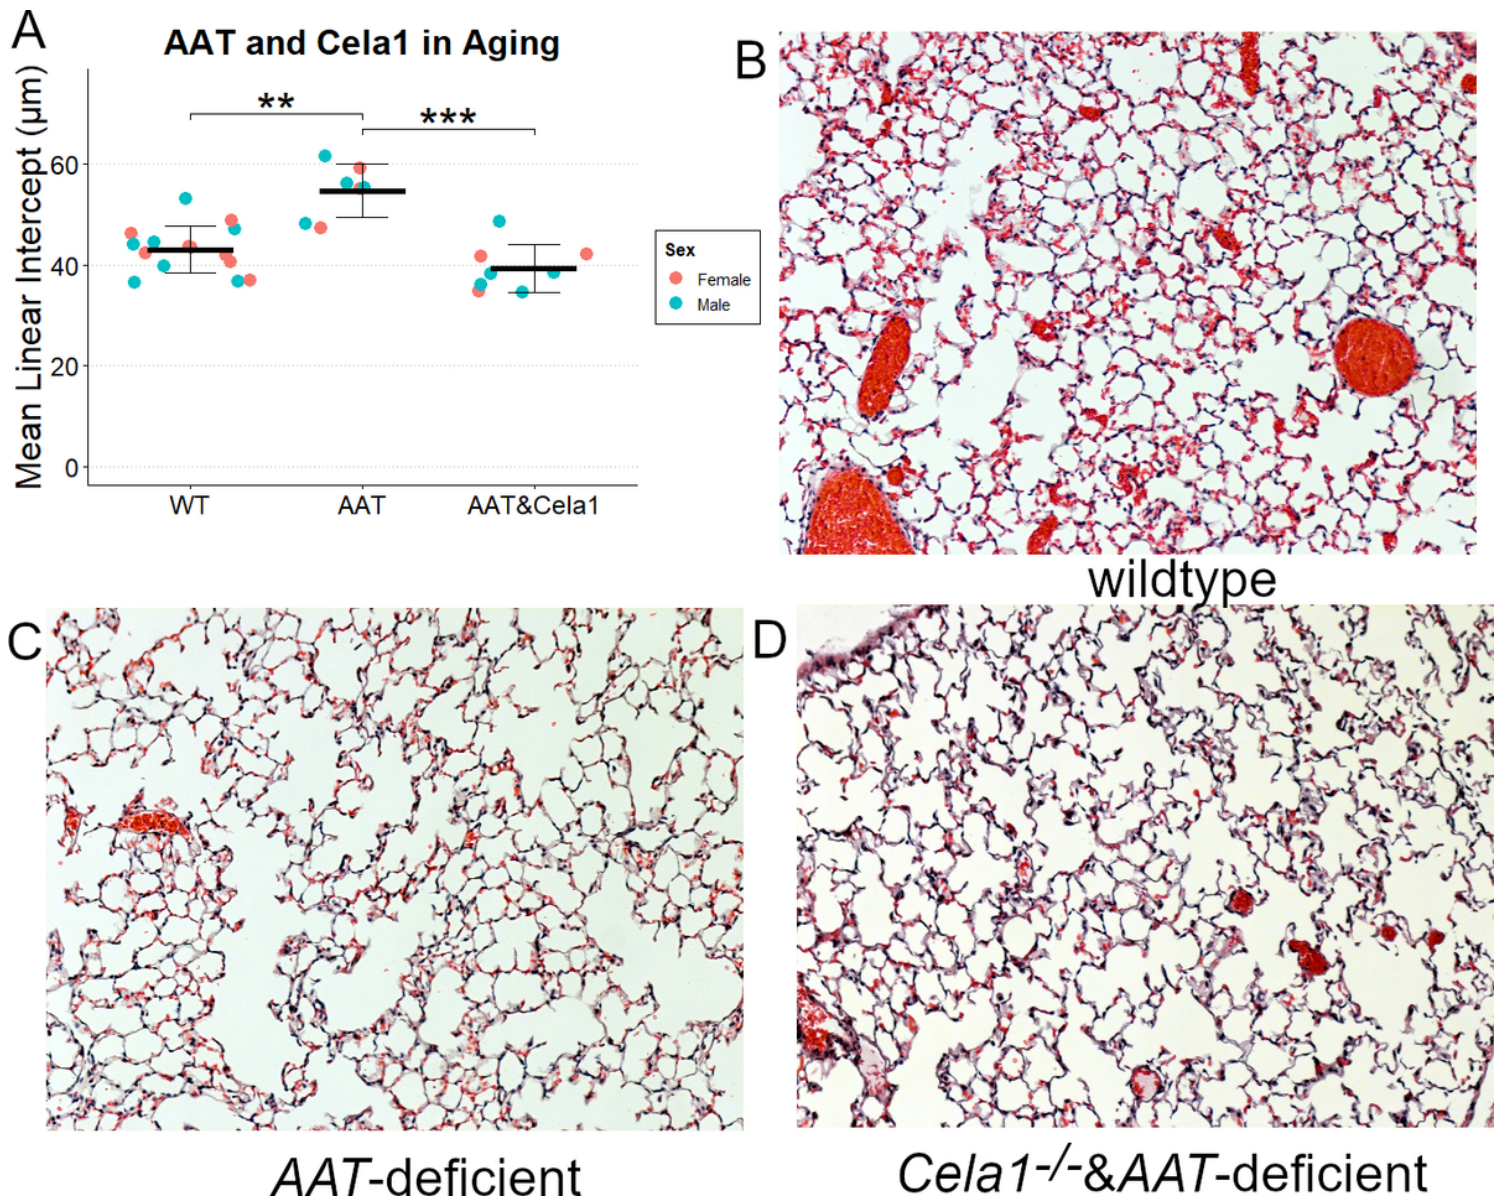 A
AAT and Cela1 in Aging
Mean Linear Intercept (µm)
60
40
20
0
**
***
WT
AAT
AAT&Cela1
Sex
Female
Male
B
wildtype
C
AAT-deficient
D
Cela1-/-&AAT-deficient